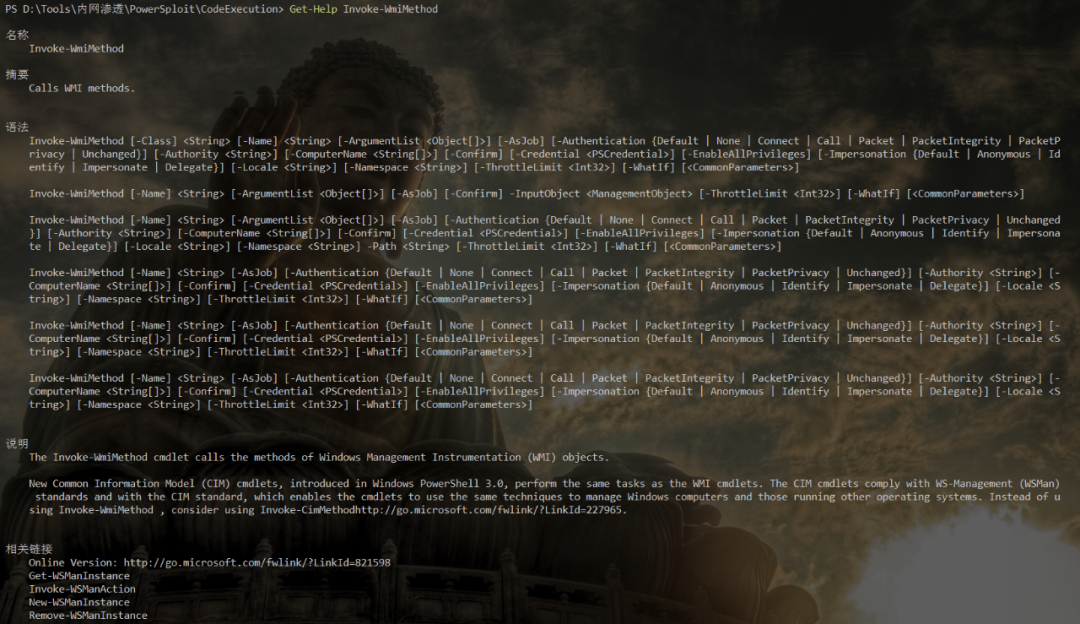 PS D:\Tools\内网渗透\PowerSploit\CodeExecution> Get-Help Invoke-WmiMethod
名称
Invoke-WmiMethod
摘要
Calls WMI methods.
语法
Invoke-WmiMethod [-Class] <String> [-Name] <String> [-ArgumentList <Object[]>] [-AsJob] [-Authentication {Default | None | Connect | Call | Packet | PacketIntegrity | PacketP
rivacy | Unchanged}] [-Authority <String>] [-ComputerName <String[]>] [-Confirm] [-Credential <PSCredential>] [-EnableAllPrivileges] [-Impersonation {Default | Anonymous | Id
entify | Impersonate | Delegate}] [-Locale <String>] [-Namespace <String>] [-ThrottleLimit <Int32>] [-WhatIf] [<CommonParameters>]
Invoke-WmiMethod [-Name] <String> [-ArgumentList <Object[]>] [-AsJob] [-Confirm] -InputObject <ManagementObject> [-ThrottleLimit <Int32>] [-WhatIf] [<CommonParameters>]
Invoke-WmiMethod [-Name] <String> [-ArgumentList <Object[]>] [-AsJob] [-Authentication {Default | None | Connect | Call | Packet | PacketIntegrity | PacketPrivacy | Unchanged
}] [-Authority <String>] [-ComputerName <String[]>] [-Confirm] [-Credential <PSCredential>] [-EnableAllPrivileges] [-Impersonation {Default | Anonymous | Identify | Impersona
te | Delegate}] [-Locale <String>] [-Namespace <String>] -Path <String> [-ThrottleLimit <Int32>] [-WhatIf] [<CommonParameters>]
Invoke-WmiMethod [-Name] <String> [-AsJob] [-Authentication {Default | None | Connect | Call | Packet | PacketIntegrity | PacketPrivacy | Unchanged}] [-Authority <String>] [-
ComputerName <String[]>] [-Confirm] [-Credential <PSCredential>] [-EnableAllPrivileges] [-Impersonation {Default | Anonymous | Identify | Impersonate | Delegate}] [-Locale <S
tring>] [-Namespace <String>] [-ThrottleLimit <Int32>] [-WhatIf] [<CommonParameters>]
Invoke-WmiMethod [-Name] <String> [-AsJob] [-Authentication {Default | None | Connect | Call | Packet | PacketIntegrity | PacketPrivacy | Unchanged}] [-Authority <String>] [-
ComputerName <String[]>] [-Confirm] [-Credential <PSCredential>] [-EnableAllPrivileges] [-Impersonation {Default | Anonymous | Identify | Impersonate | Delegate}] [-Locale <S
tring>] [-Namespace <String>] [-ThrottleLimit <Int32>] [-WhatIf] [<CommonParameters>]
Invoke-WmiMethod [-Name] <String> [-AsJob] [-Authentication {Default | None | Connect | Call | Packet | PacketIntegrity | PacketPrivacy | Unchanged}] [-Authority <String>] [-
ComputerName <String[]>] [-Confirm] [-Credential <PSCredential>] [-EnableAllPrivileges] [-Impersonation {Default | Anonymous | Identify | Impersonate | Delegate}] [-Locale <S
tring>] [-Namespace <String>] [-ThrottleLimit <Int32>] [-WhatIf] [<CommonParameters>]
说明
The Invoke-WmiMethod cmdlet calls the methods of Windows Management Instrumentation (WMI) objects.
New Common Information Model (CIM) cmdlets, introduced in Windows PowerShell 3.0, perform the same tasks as the WMI cmdlets. The CIM cmdlets comply with WS-Management (WSMan)
standards and with the CIM standard, which enables the cmdlets to use the same techniques to manage Windows computers and those running other operating systems. Instead of u
sing Invoke-WmiMethod , consider using Invoke-CimMethodhttp://go.microsoft.com/fwlink/?LinkId=227965.
相关链接
Online Version: http://go.microsoft.com/fwlink/?LinkId=821598
Get-WSManInstance
Invoke-WSManAction
New-WSManInstance
Remove-WSManInstance